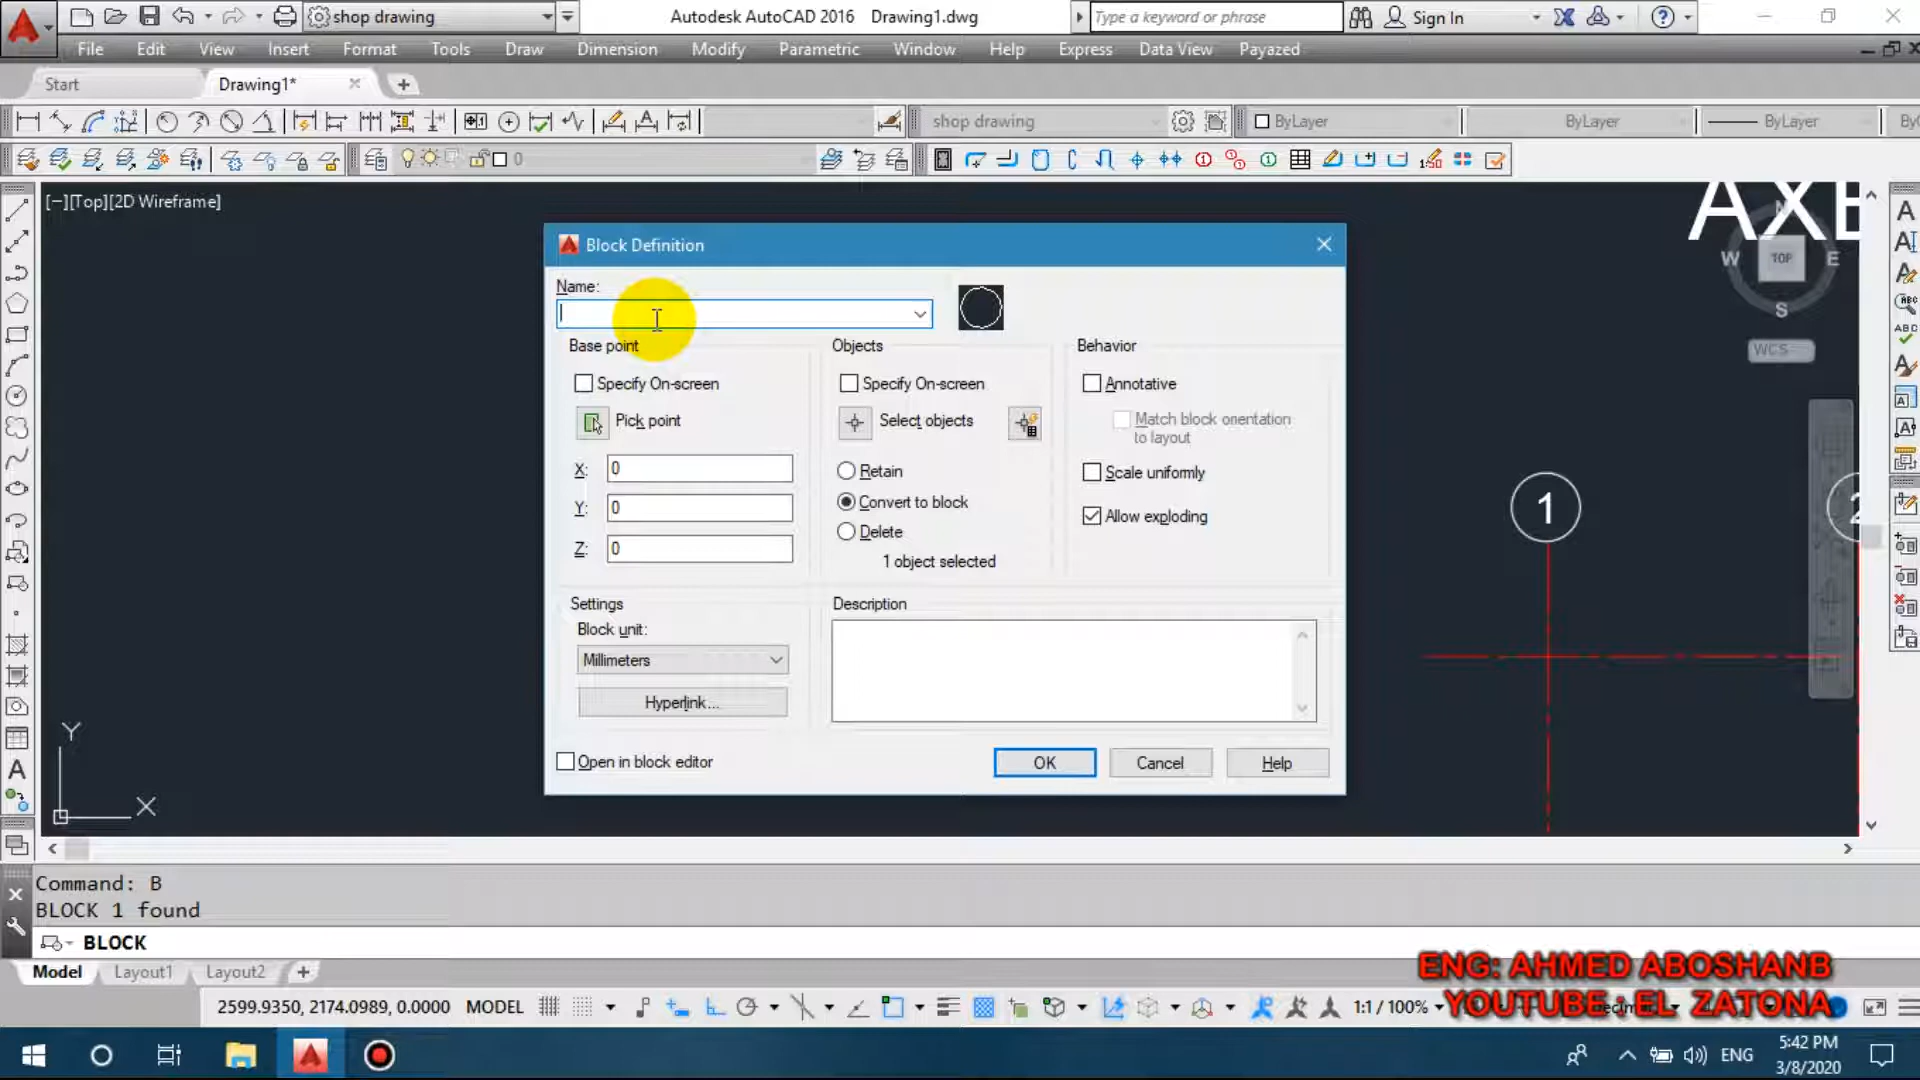 shop drawing
Autodesk AutoCAD 2016 Drawing1.dwg
Type a keyword or phrase
Sign In
File Edit View Insert Format Tools Draw Dimension Modify Parametric Window Help Express Data View Payazed
Start Drawing1*
shop drawing ByLayer ByLayer ByLayer
0
[−][Top][2D Wireframe]
AXE
N
W TOP E
S
WCS
Block Definition
Name:
Base point Objects Behavior
Specify On-screen Specify On-screen Annotative
Pick point Select objects Match block orientation
to layout
X: 0 Retain Scale uniformly
Y: 0 Convert to block Allow exploding
Z: 0 Delete
1 object selected
Settings Description
Block unit:
Millimeters
Hyperlink...
Open in block editor OK Cancel Help
1 2
Y
X
Command: B
BLOCK 1 found
BLOCK
Model Layout1 Layout2
ENG: AHMED ABOSHANB
YOUTUBE : EL ZATONA
2599.9350, 2174.0989, 0.0000 MODEL 1:1 / 100%
ENG 5:42 PM
3/8/2020